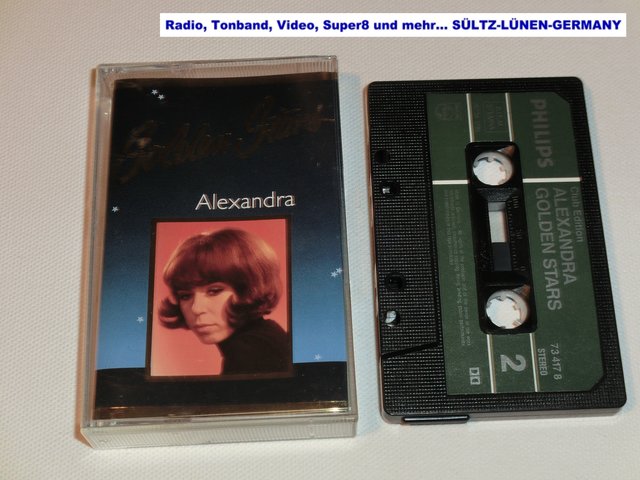 Radio, Tonband, Video, Super8 und mehr... SÜLTZ-LÜNEN-GERMANY
Golden Stars
Alexandra
PHILIPS
Club Edition
ALEXANDRA
GOLDEN STARS
73 417 8
STEREO
2